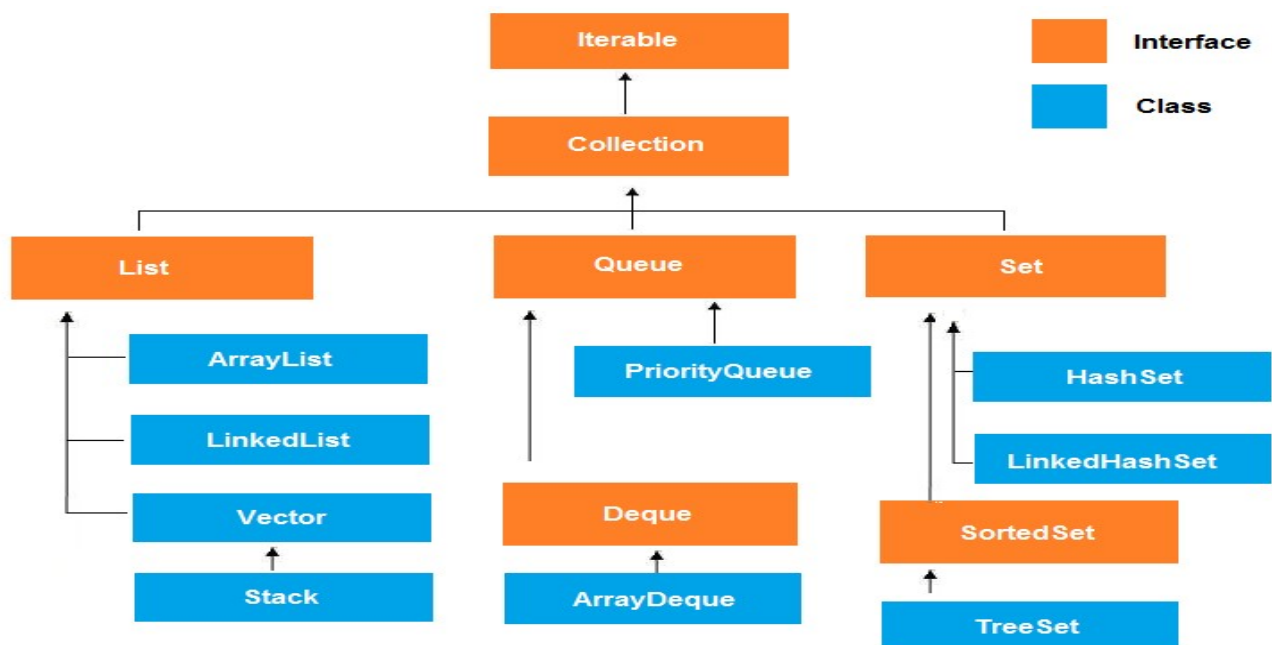 Iterable
Interface
Class
Collection
List
Queue
Set
ArrayList
PriorityQueue
HashSet
LinkedList
LinkedHashSet
Vector
Deque
SortedSet
Stack
ArrayDeque
TreeSet